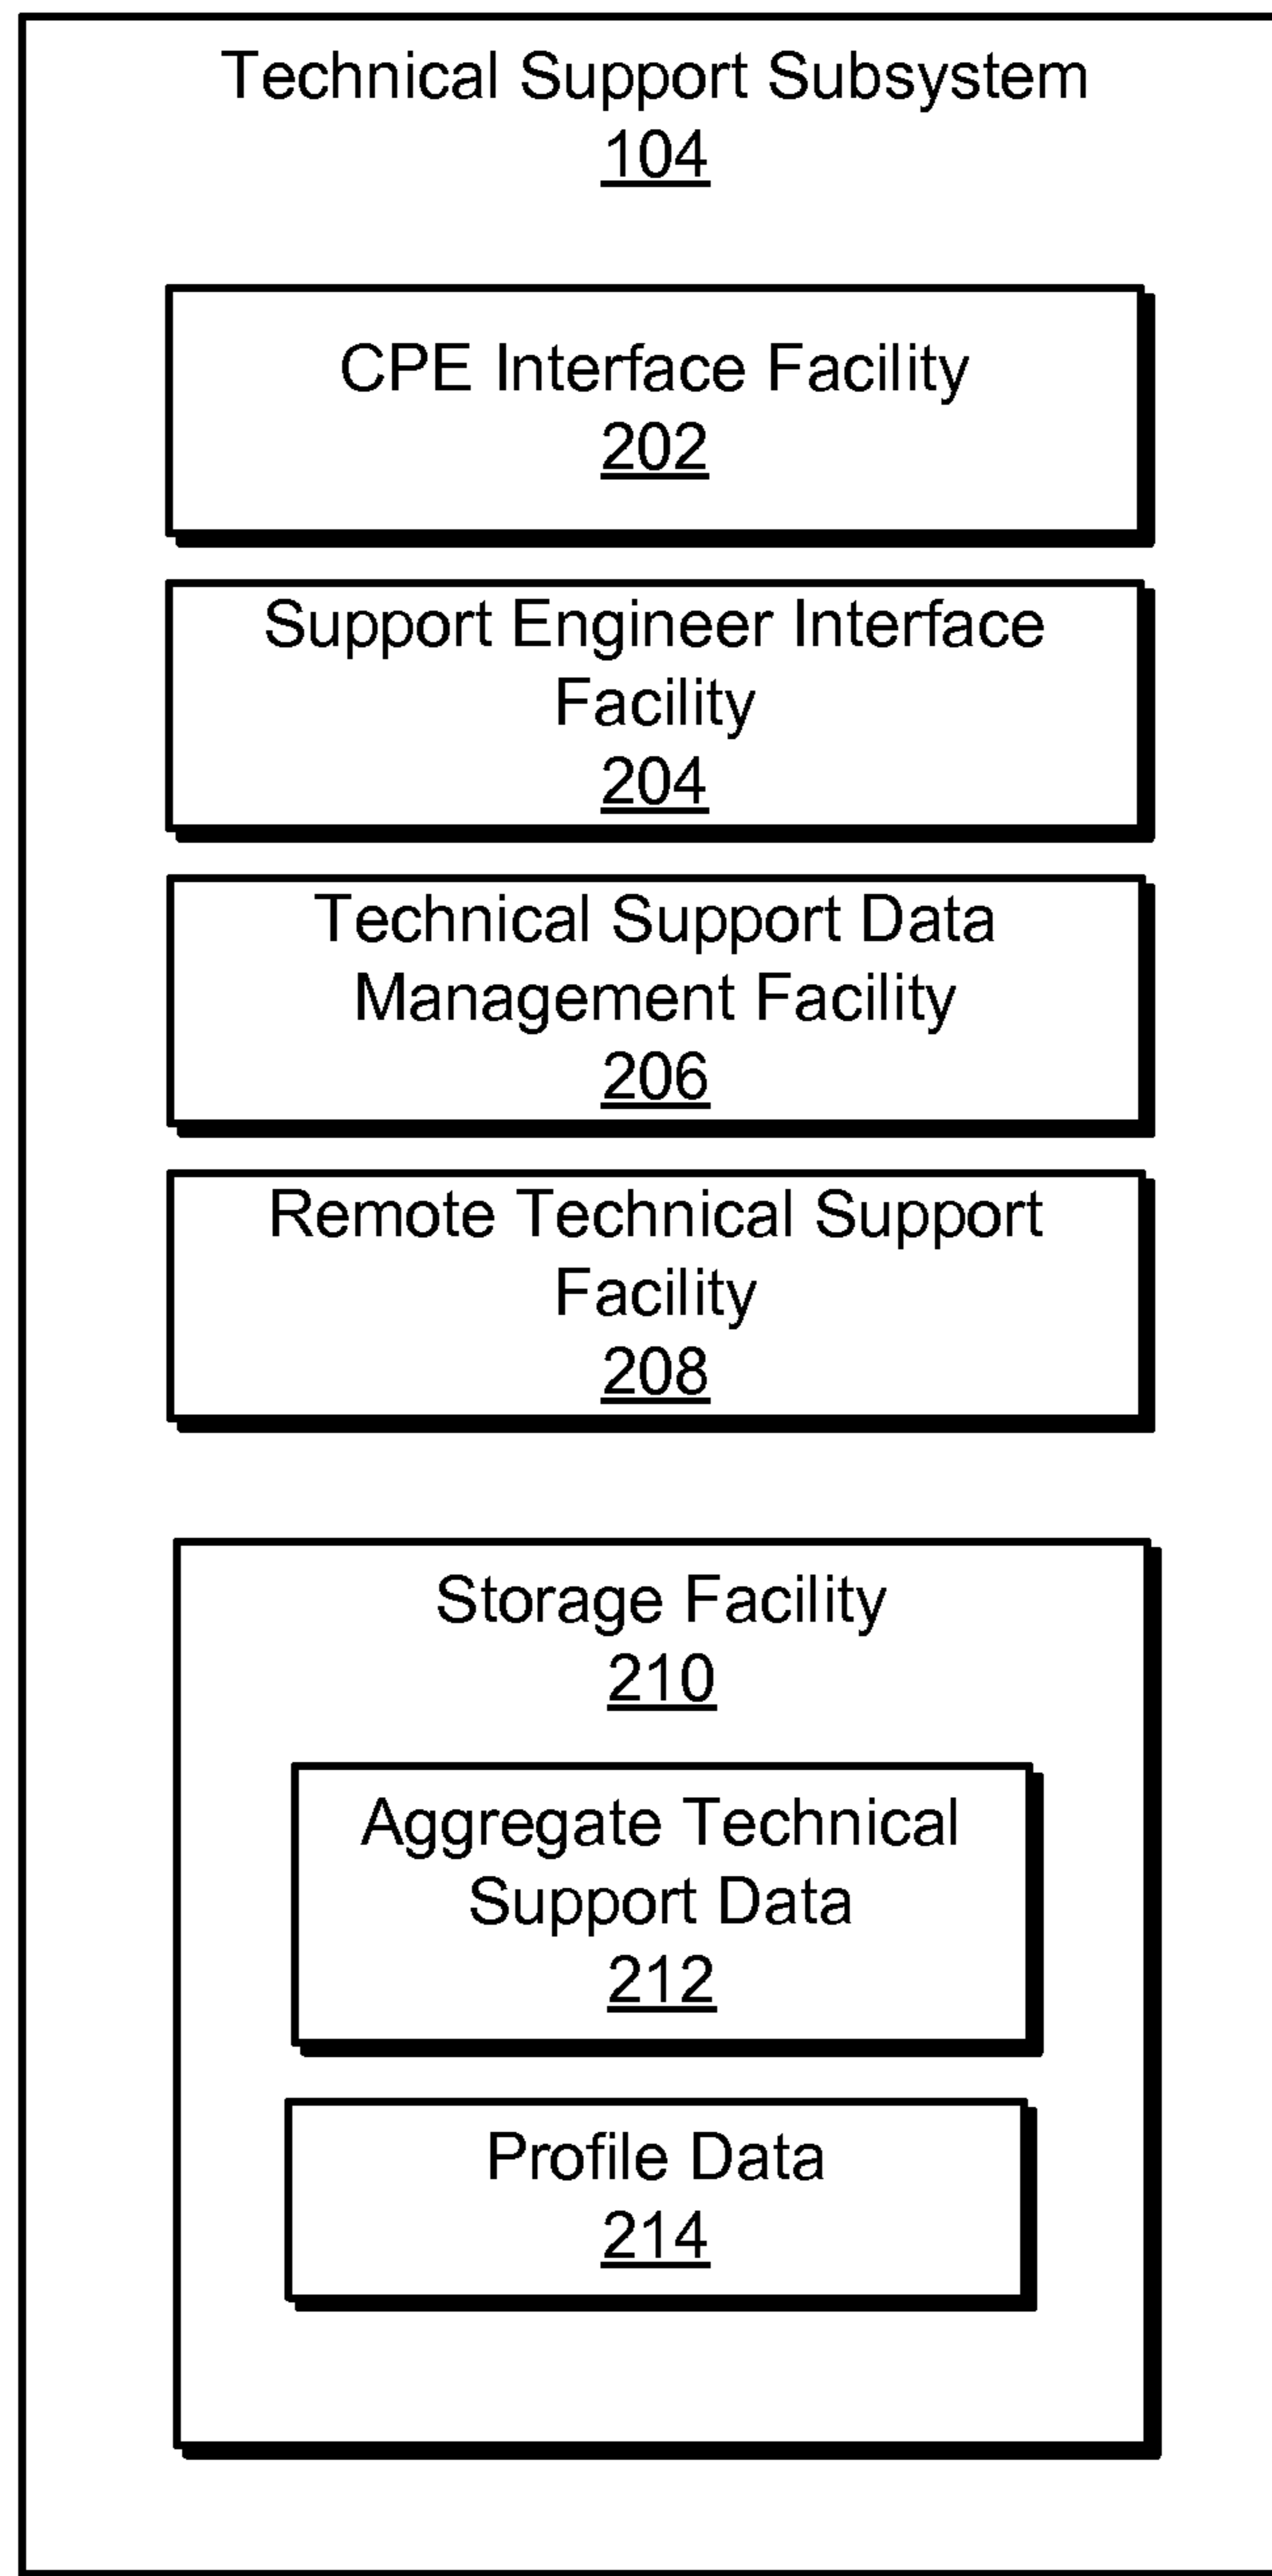 Technical Support Subsystem
104
CPE Interface Facility
202
Support Engineer Interface
Facility
204
Technical Support Data
Management Facility
206
Remote Technical Support
Facility
208
Storage Facility
210
Aggregate Technical
Support Data
212
Profile Data
214